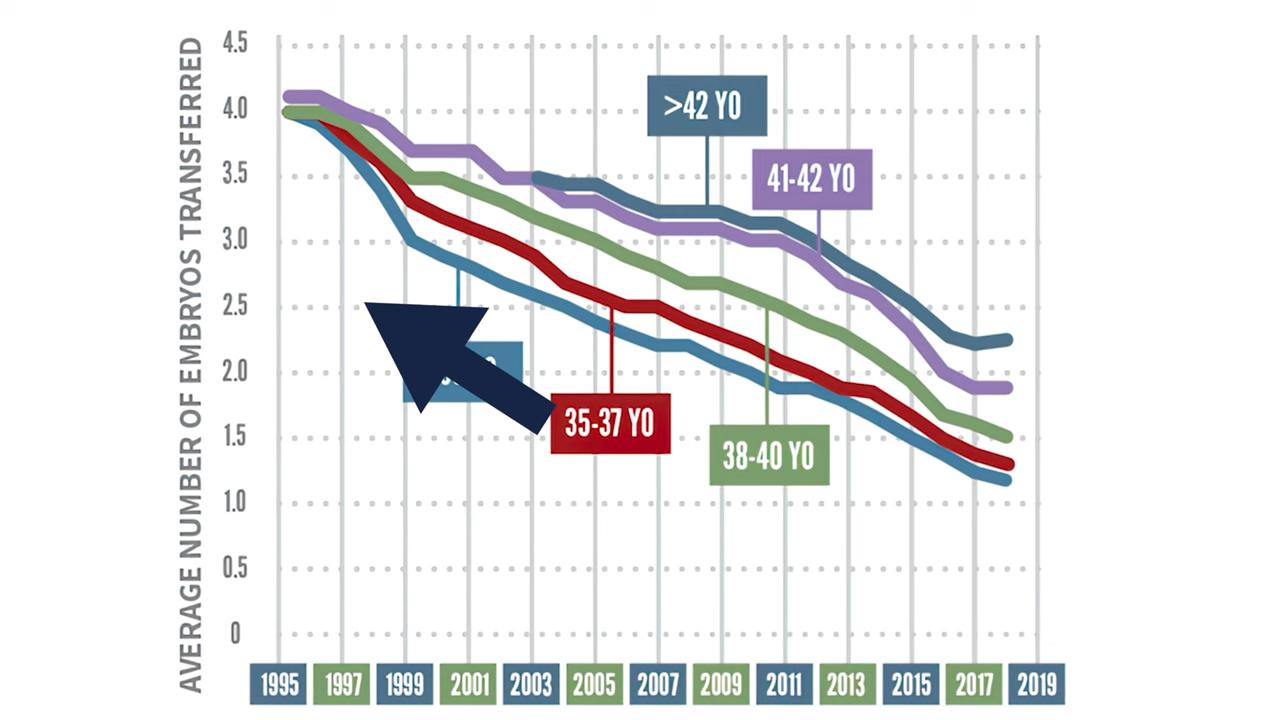 AVERAGE NUMBER OF EMBRYOS TRANSFERRED
4.5
4.0
3.5
3.0
2.5
2.0
1.5
1.0
0.5
0
>42 YO
41-42 YO
35-37 YO
38-40 YO
1995 1997 1999 2001 2003 2005 2007 2009 2011 2013 2015 2017 2019